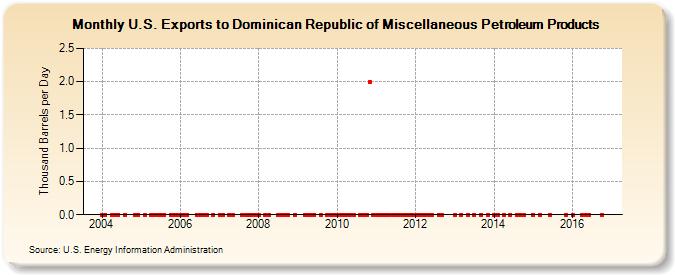 Monthly U.S. Exports to Dominican Republic of Miscellaneous Petroleum Products
Thousand Barrels per Day
2.5
2.0
1.5
1.0
0.5
0.0
2004 2006 2008 2010 2012 2014 2016
Source: U.S. Energy Information Administration